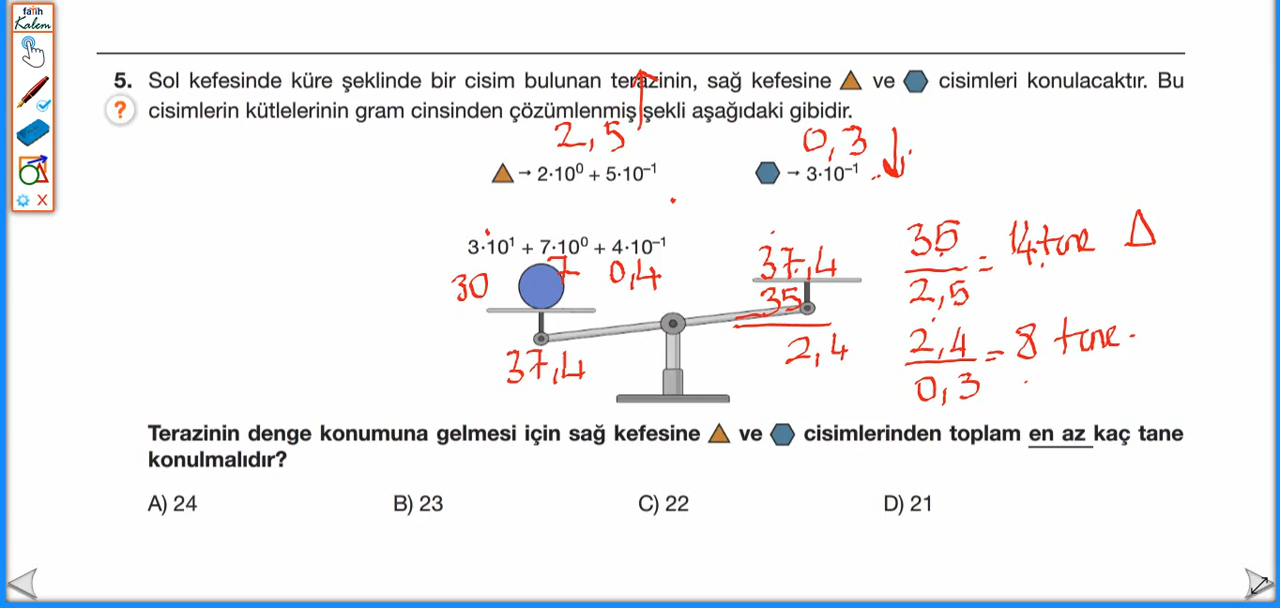 fatih
Kalem
5. Sol kefesinde küre şeklinde bir cisim bulunan terazinin, sağ kefesine ve cisimleri konulacaktır. Bu
? cisimlerin kütlelerinin gram cinsinden çözümlenmiş şekli aşağıdaki gibidir.
2,5 0,3
→ 2·10⁰ + 5·10⁻¹ → 3·10⁻¹
3·10¹ + 7·10⁰ + 4·10⁻¹
30 7 0,4
37,4
37,4
35
2,4
35
2,5
= 14 tane Δ
2,4
0,3
= 8 tane.
Terazinin denge konumuna gelmesi için sağ kefesine ve cisimlerinden toplam en az kaç tane
konulmalıdır?
A) 24 B) 23 C) 22 D) 21